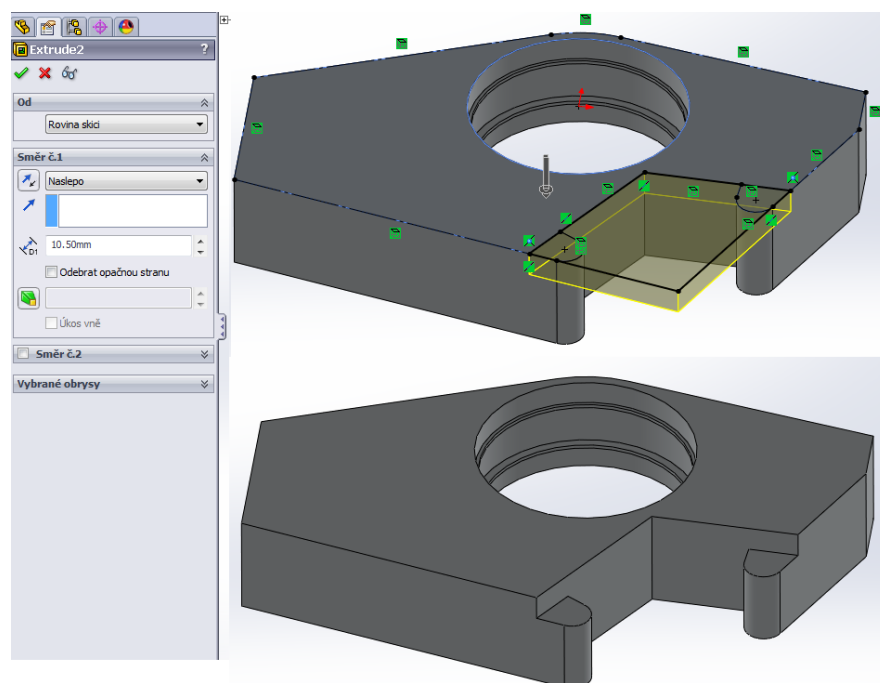 Extrude2 ?
Od
Rovina skici
Směr č.1
Naslepo
D1 10.50mm
Odebrat opačnou stranu
Úkos vně
Směr č.2
Vybrané obrysy